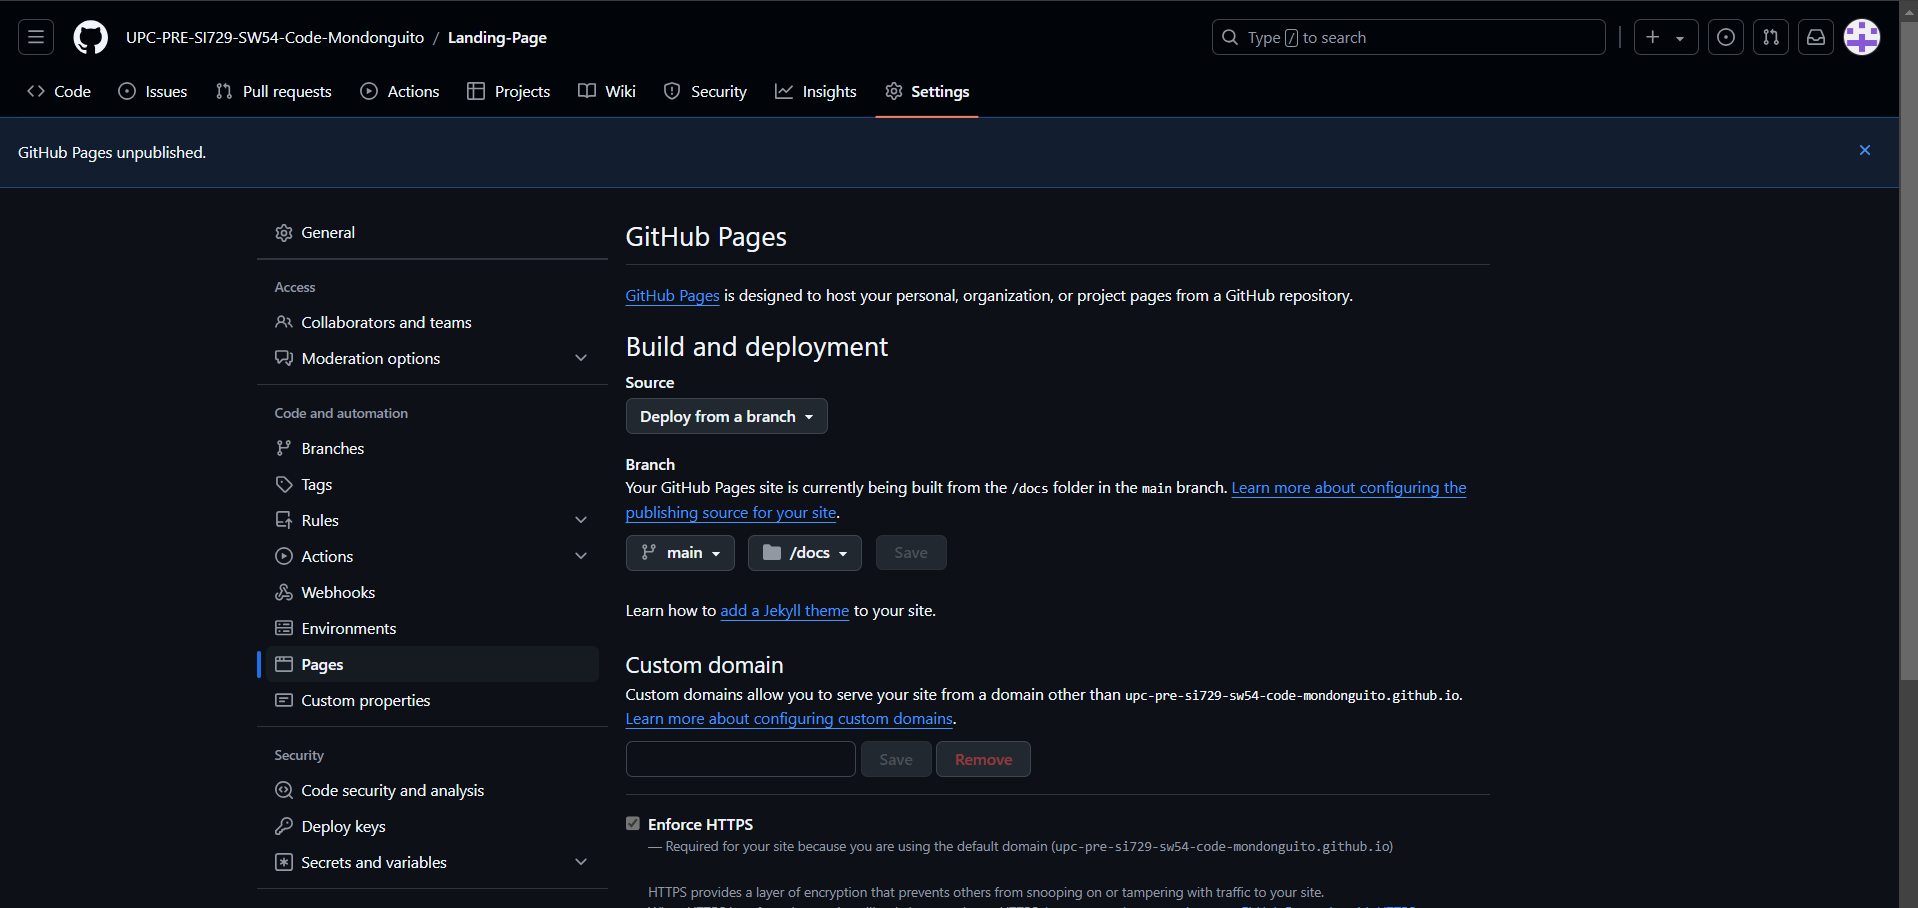 UPC-PRE-SI729-SW54-Code-Mondonguito / Landing-Page
Type / to search
Code Issues Pull requests Actions Projects Wiki Security Insights Settings
GitHub Pages unpublished.
General
Access
Collaborators and teams
Moderation options
Code and automation
Branches
Tags
Rules
Actions
Webhooks
Environments
Pages
Custom properties
Security
Code security and analysis
Deploy keys
Secrets and variables
GitHub Pages
GitHub Pages is designed to host your personal, organization, or project pages from a GitHub repository.
Build and deployment
Source
Deploy from a branch
Branch
Your GitHub Pages site is currently being built from the /docs folder in the main branch. Learn more about configuring the
publishing source for your site.
main /docs Save
Learn how to add a Jekyll theme to your site.
Custom domain
Custom domains allow you to serve your site from a domain other than upc-pre-si729-sw54-code-mondonguito.github.io.
Learn more about configuring custom domains.
Save Remove
Enforce HTTPS
— Required for your site because you are using the default domain (upc-pre-si729-sw54-code-mondonguito.github.io)
HTTPS provides a layer of encryption that prevents others from snooping on or tampering with traffic to your site.